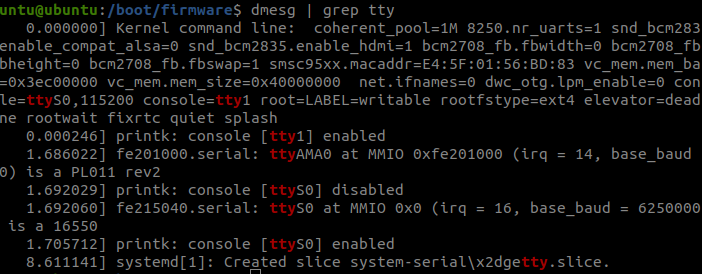 untu@ubuntu:/boot/firmware$ dmesg | grep tty
0.000000] Kernel command line:  coherent_pool=1M 8250.nr_uarts=1 snd_bcm283
enable_compat_alsa=0 snd_bcm2835.enable_hdmi=1 bcm2708_fb.fbwidth=0 bcm2708_fb
bheight=0 bcm2708_fb.fbswap=1 smsc95xx.macaddr=E4:5F:01:56:BD:83 vc_mem.mem_ba
=0x3ec00000 vc_mem.mem_size=0x40000000  net.ifnames=0 dwc_otg.lpm_enable=0 con
le=ttyS0,115200 console=tty1 root=LABEL=writable rootfstype=ext4 elevator=dead
ne rootwait fixrtc quiet splash
0.000246] printk: console [tty1] enabled
1.686022] fe201000.serial: ttyAMA0 at MMIO 0xfe201000 (irq = 14, base_baud
0) is a PL011 rev2
1.692029] printk: console [ttyS0] disabled
1.692060] fe215040.serial: ttyS0 at MMIO 0x0 (irq = 16, base_baud = 6250000
is a 16550
1.705712] printk: console [ttyS0] enabled
8.611141] systemd[1]: Created slice system-serial\x2dgetty.slice.